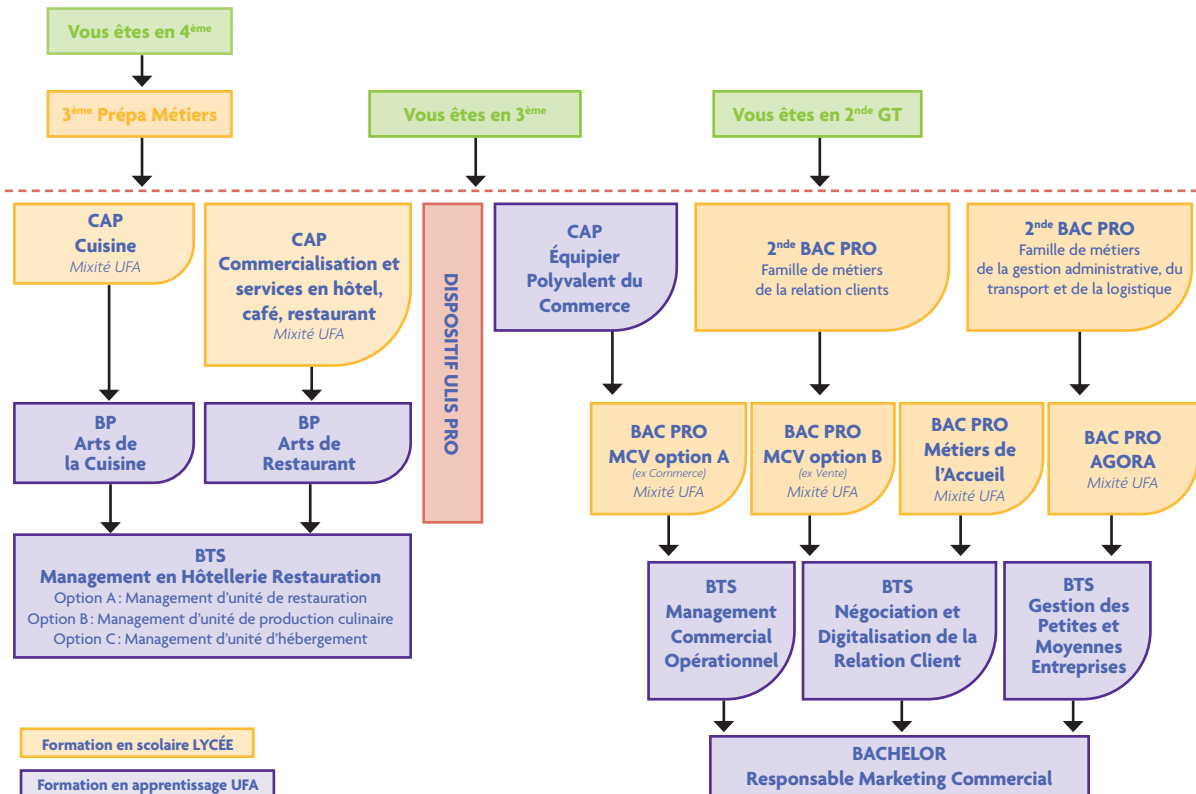 Vous êtes en 4ème
3ème Prépa Métiers
Vous êtes en 3ème
Vous êtes en 2nde GT
CAP
Cuisine
Mixité UFA
CAP
Commercialisation et
services en hôtel,
café, restaurant
Mixité UFA
DISPOSITIF ULIS PRO
CAP
Équipier
Polyvalent du
Commerce
2nde BAC PRO
Famille de métiers
de la relation clients
2nde BAC PRO
Famille de métiers
de la gestion administrative, du
transport et de la logistique
BP
Arts de
la Cuisine
BP
Arts de
Restaurant
BAC PRO
MCV option A
(ex Commerce)
Mixité UFA
BAC PRO
MCV option B
(ex Vente)
Mixité UFA
BAC PRO
Métiers de
l'Accueil
Mixité UFA
BAC PRO
AGORA
Mixité UFA
BTS
Management en Hôtellerie Restauration
Option A : Management d'unité de restauration
Option B : Management d'unité de production culinaire
Option C : Management d'unité d'hébergement
BTS
Management
Commercial
Opérationnel
BTS
Négociation et
Digitalisation de la
Relation Client
BTS
Gestion des
Petites et
Moyennes
Entreprises
BACHELOR
Responsable Marketing Commercial
Formation en scolaire LYCÉE
Formation en apprentissage UFA